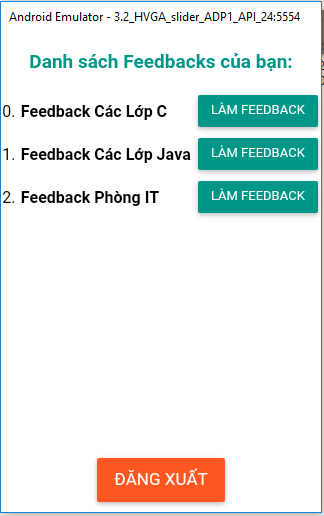 Android Emulator - 3.2_HVGA_slider_ADP1_API_24:5554
Danh sách Feedbacks của bạn:
0. Feedback Các Lớp C LÀM FEEDBACK
1. Feedback Các Lớp Java LÀM FEEDBACK
2. Feedback Phòng IT LÀM FEEDBACK
ĐĂNG XUẤT